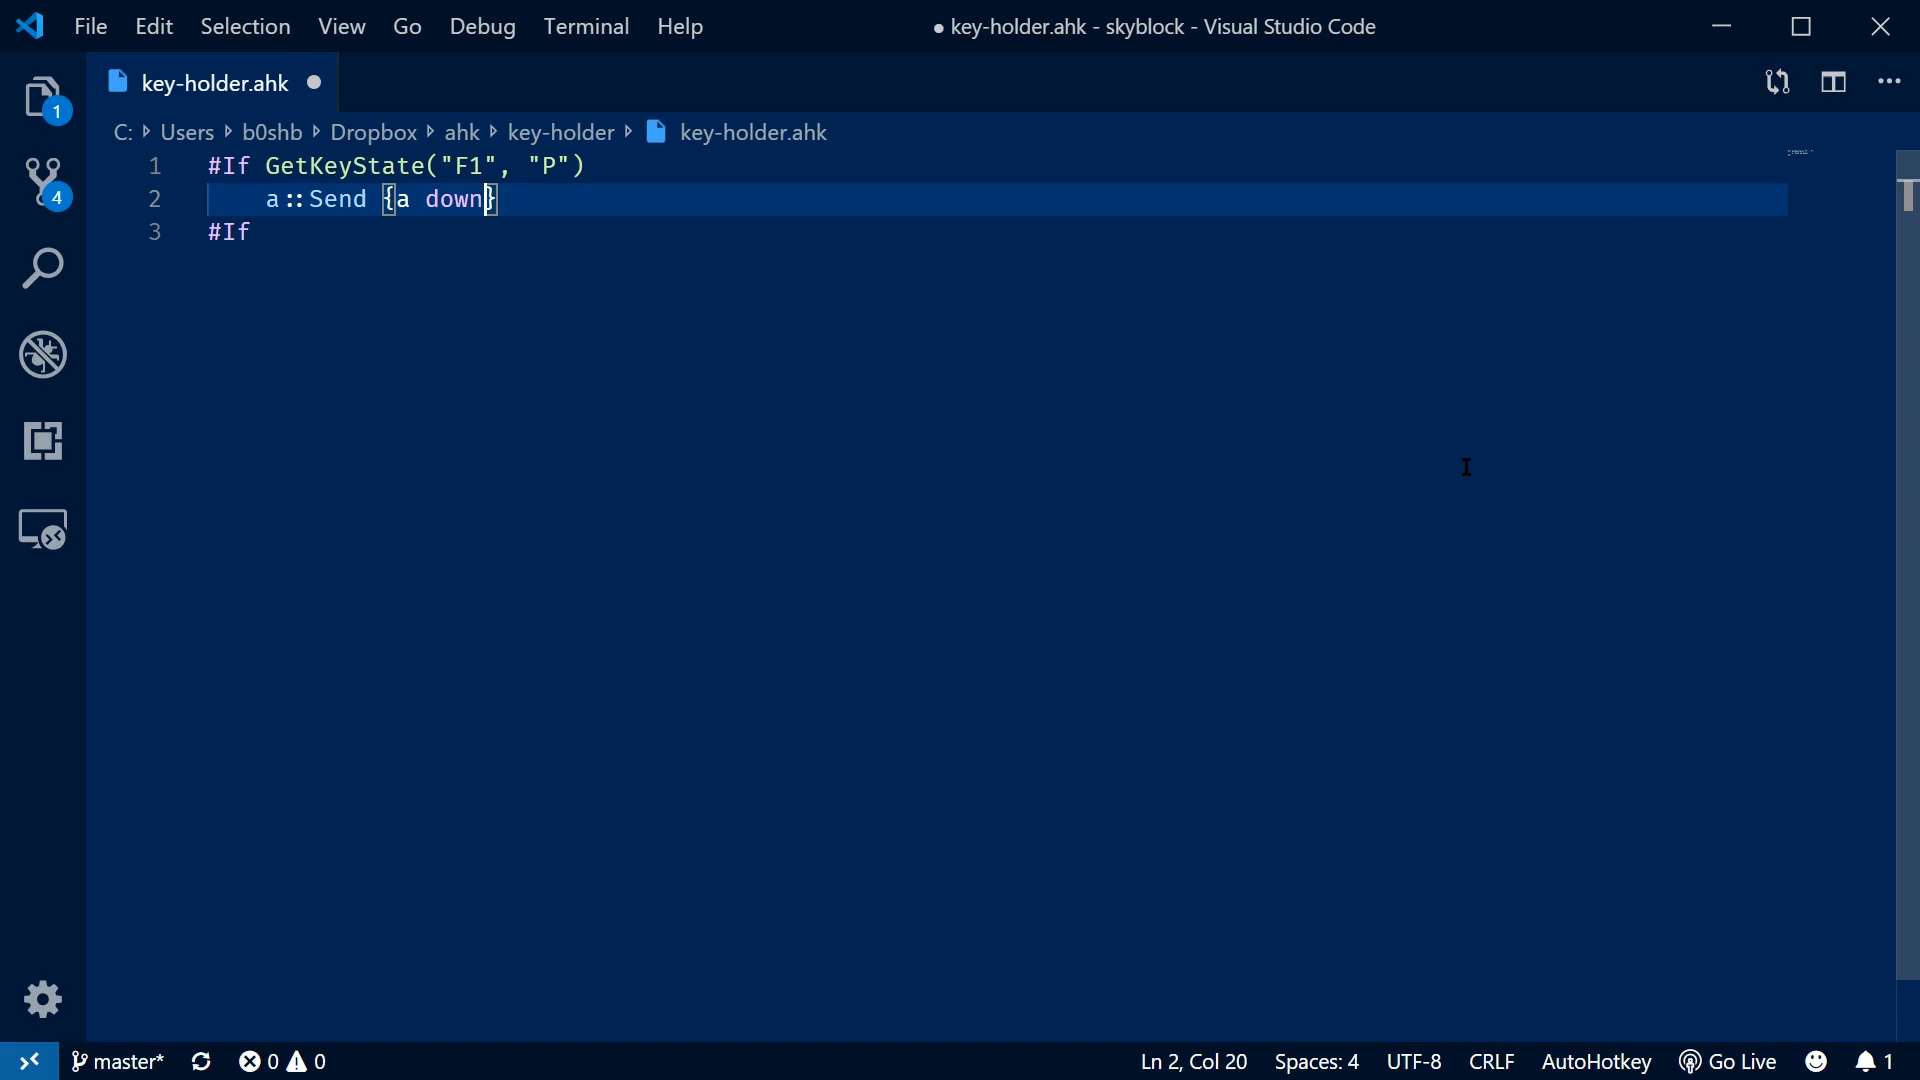 File Edit Selection View Go Debug Terminal Help ● key-holder.ahk - skyblock - Visual Studio Code
key-holder.ahk
C: Users b0shb Dropbox ahk key-holder key-holder.ahk
1 #If GetKeyState("F1", "P")
2 a::Send {a down}
3 #If
1
4
master* 0 0 Ln 2, Col 20 Spaces: 4 UTF-8 CRLF AutoHotkey Go Live 1